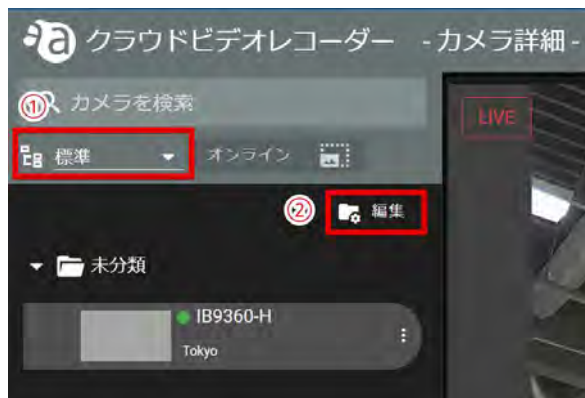 クラウドビデオレコーダー - カメラ詳細 -
① カメラを検索
LIVE
標準 オンライン
② 編集
未分類
IB9360-H
Tokyo